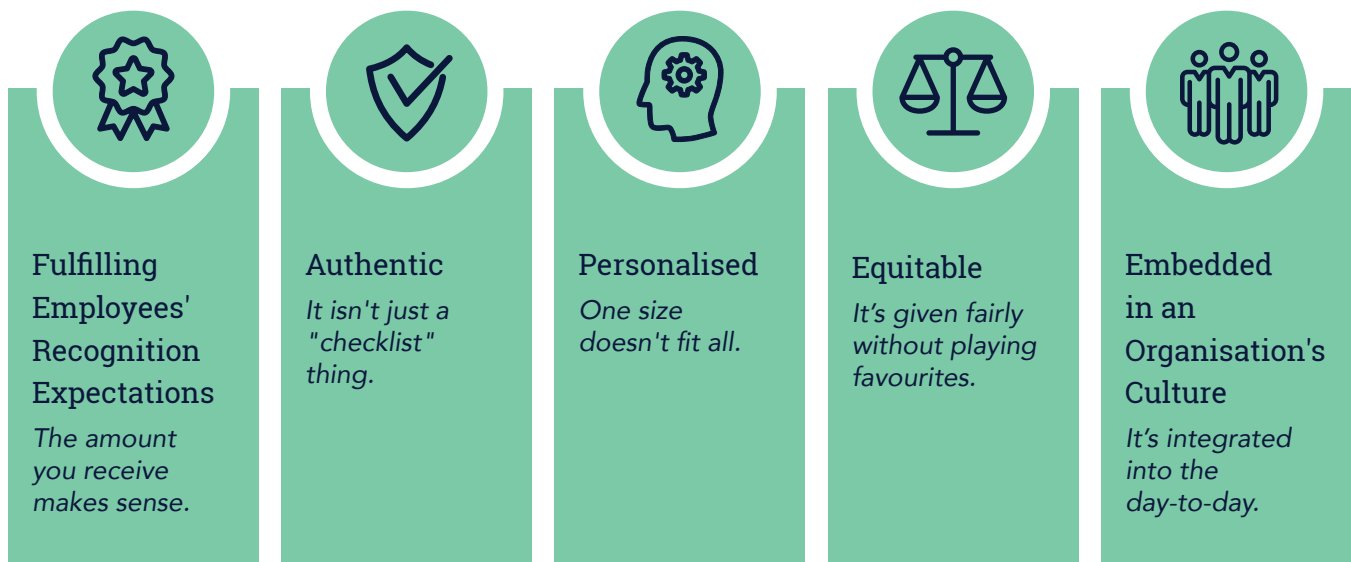 Fulfilling
Employees'
Recognition
Expectations
The amount
you receive
makes sense.
Authentic
It isn't just a
"checklist"
thing.
Personalised
One size
doesn't fit all.
Equitable
It’s given fairly
without playing
favourites.
Embedded
in an
Organisation's
Culture
It’s integrated
into the
day-to-day.